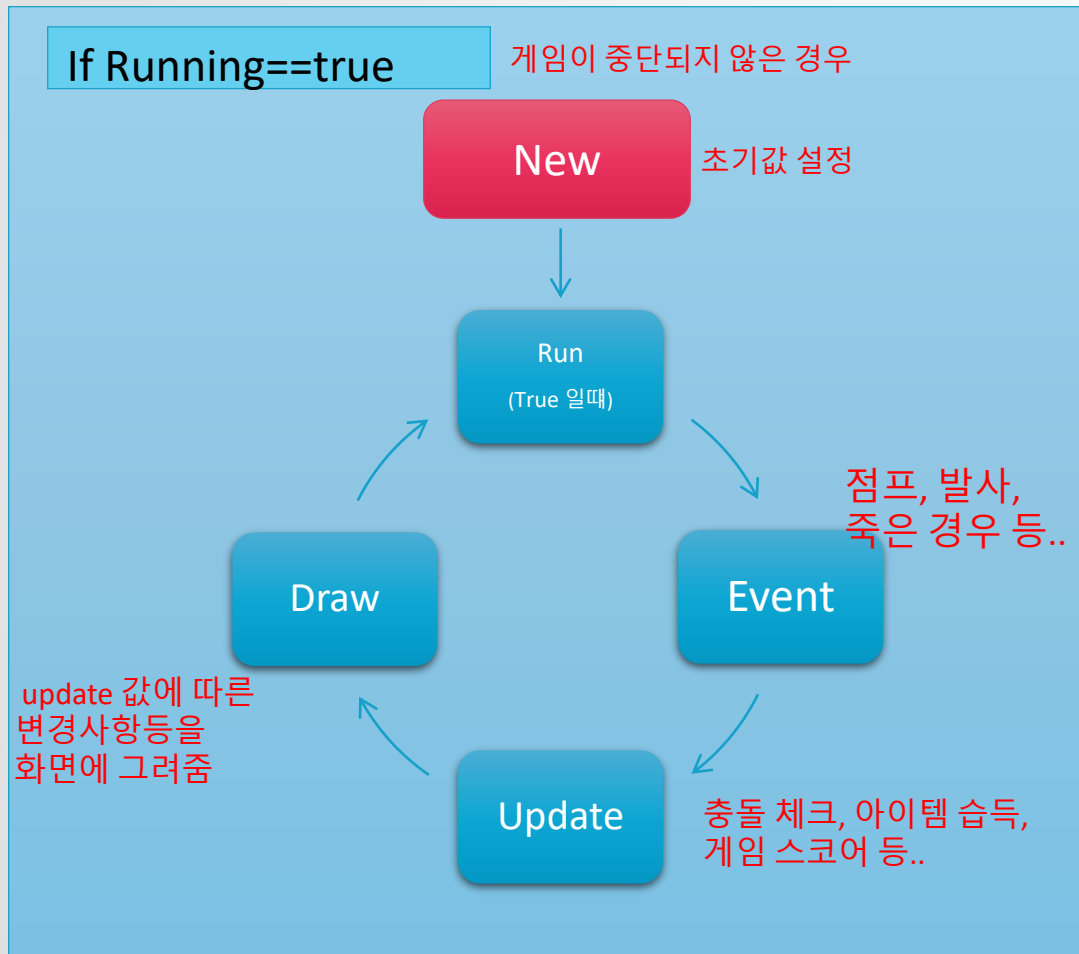 If Running==true
게임이 중단되지 않은 경우
New
초기값 설정
Run
(True 일떄)
점프, 발사,
죽은 경우 등..
Draw
Event
update 값에 따른
변경사항등을
화면에 그려줌
Update
충돌 체크, 아이템 습득,
게임 스코어 등..